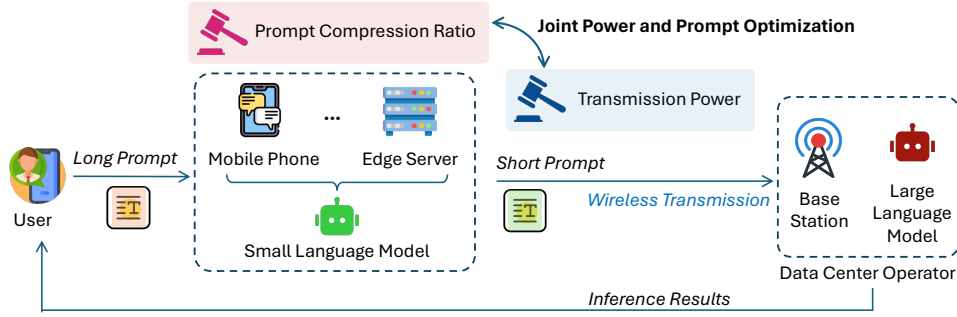 Prompt Compression Ratio
Joint Power and Prompt Optimization
Transmission Power
Long Prompt
T
User
Mobile Phone
...
Edge Server
Small Language Model
Short Prompt
T
Wireless Transmission
Base
Station
Large
Language
Model
Data Center Operator
Inference Results